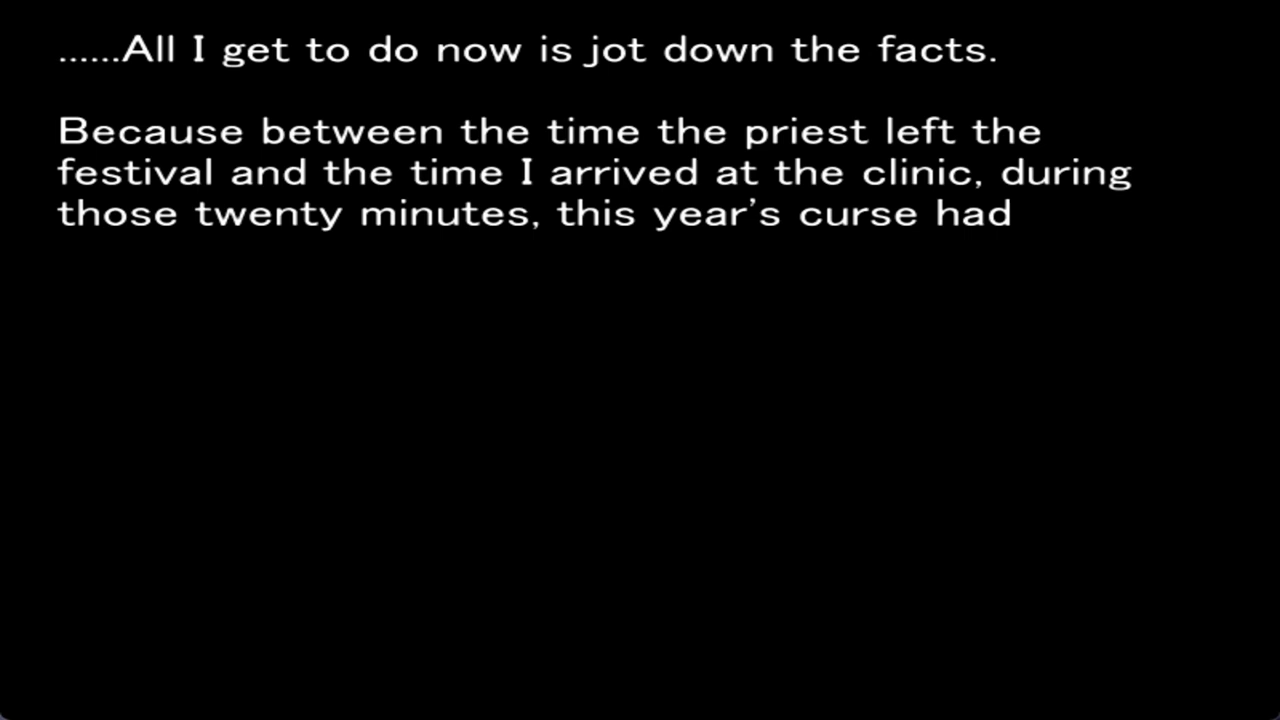 ......All I get to do now is jot down the facts.
Because between the time the priest left the
festival and the time I arrived at the clinic, during
those twenty minutes, this year's curse had